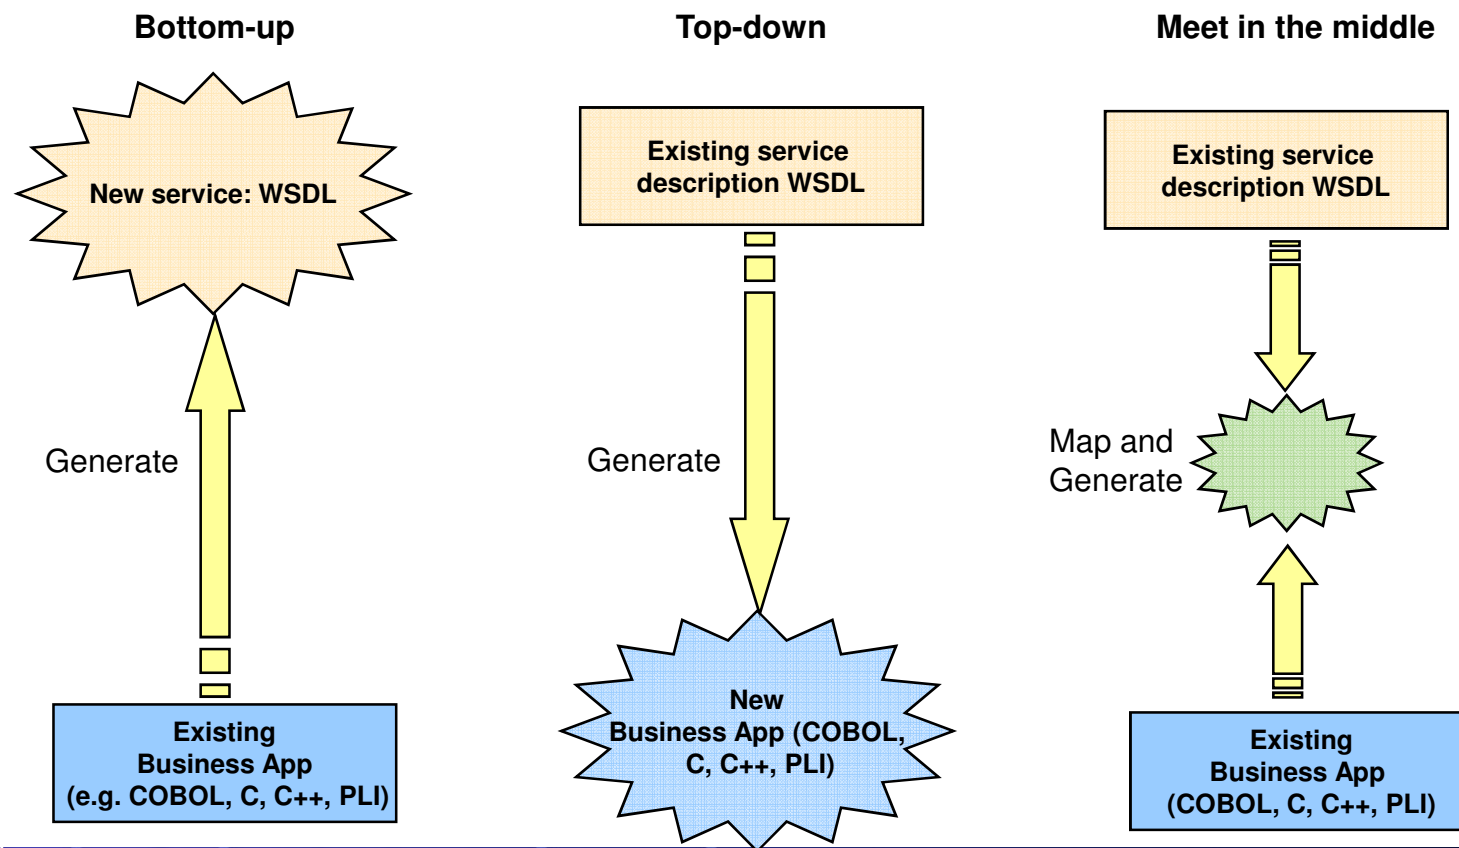 Bottom-up
New service: WSDL
Generate
Existing
Business App
(e.g. COBOL, C, C++, PLI)
Top-down
Existing service
description WSDL
Generate
New
Business App (COBOL,
C, C++, PLI)
Meet in the middle
Existing service
description WSDL
Map and
Generate
Existing
Business App
(COBOL, C, C++, PLI)